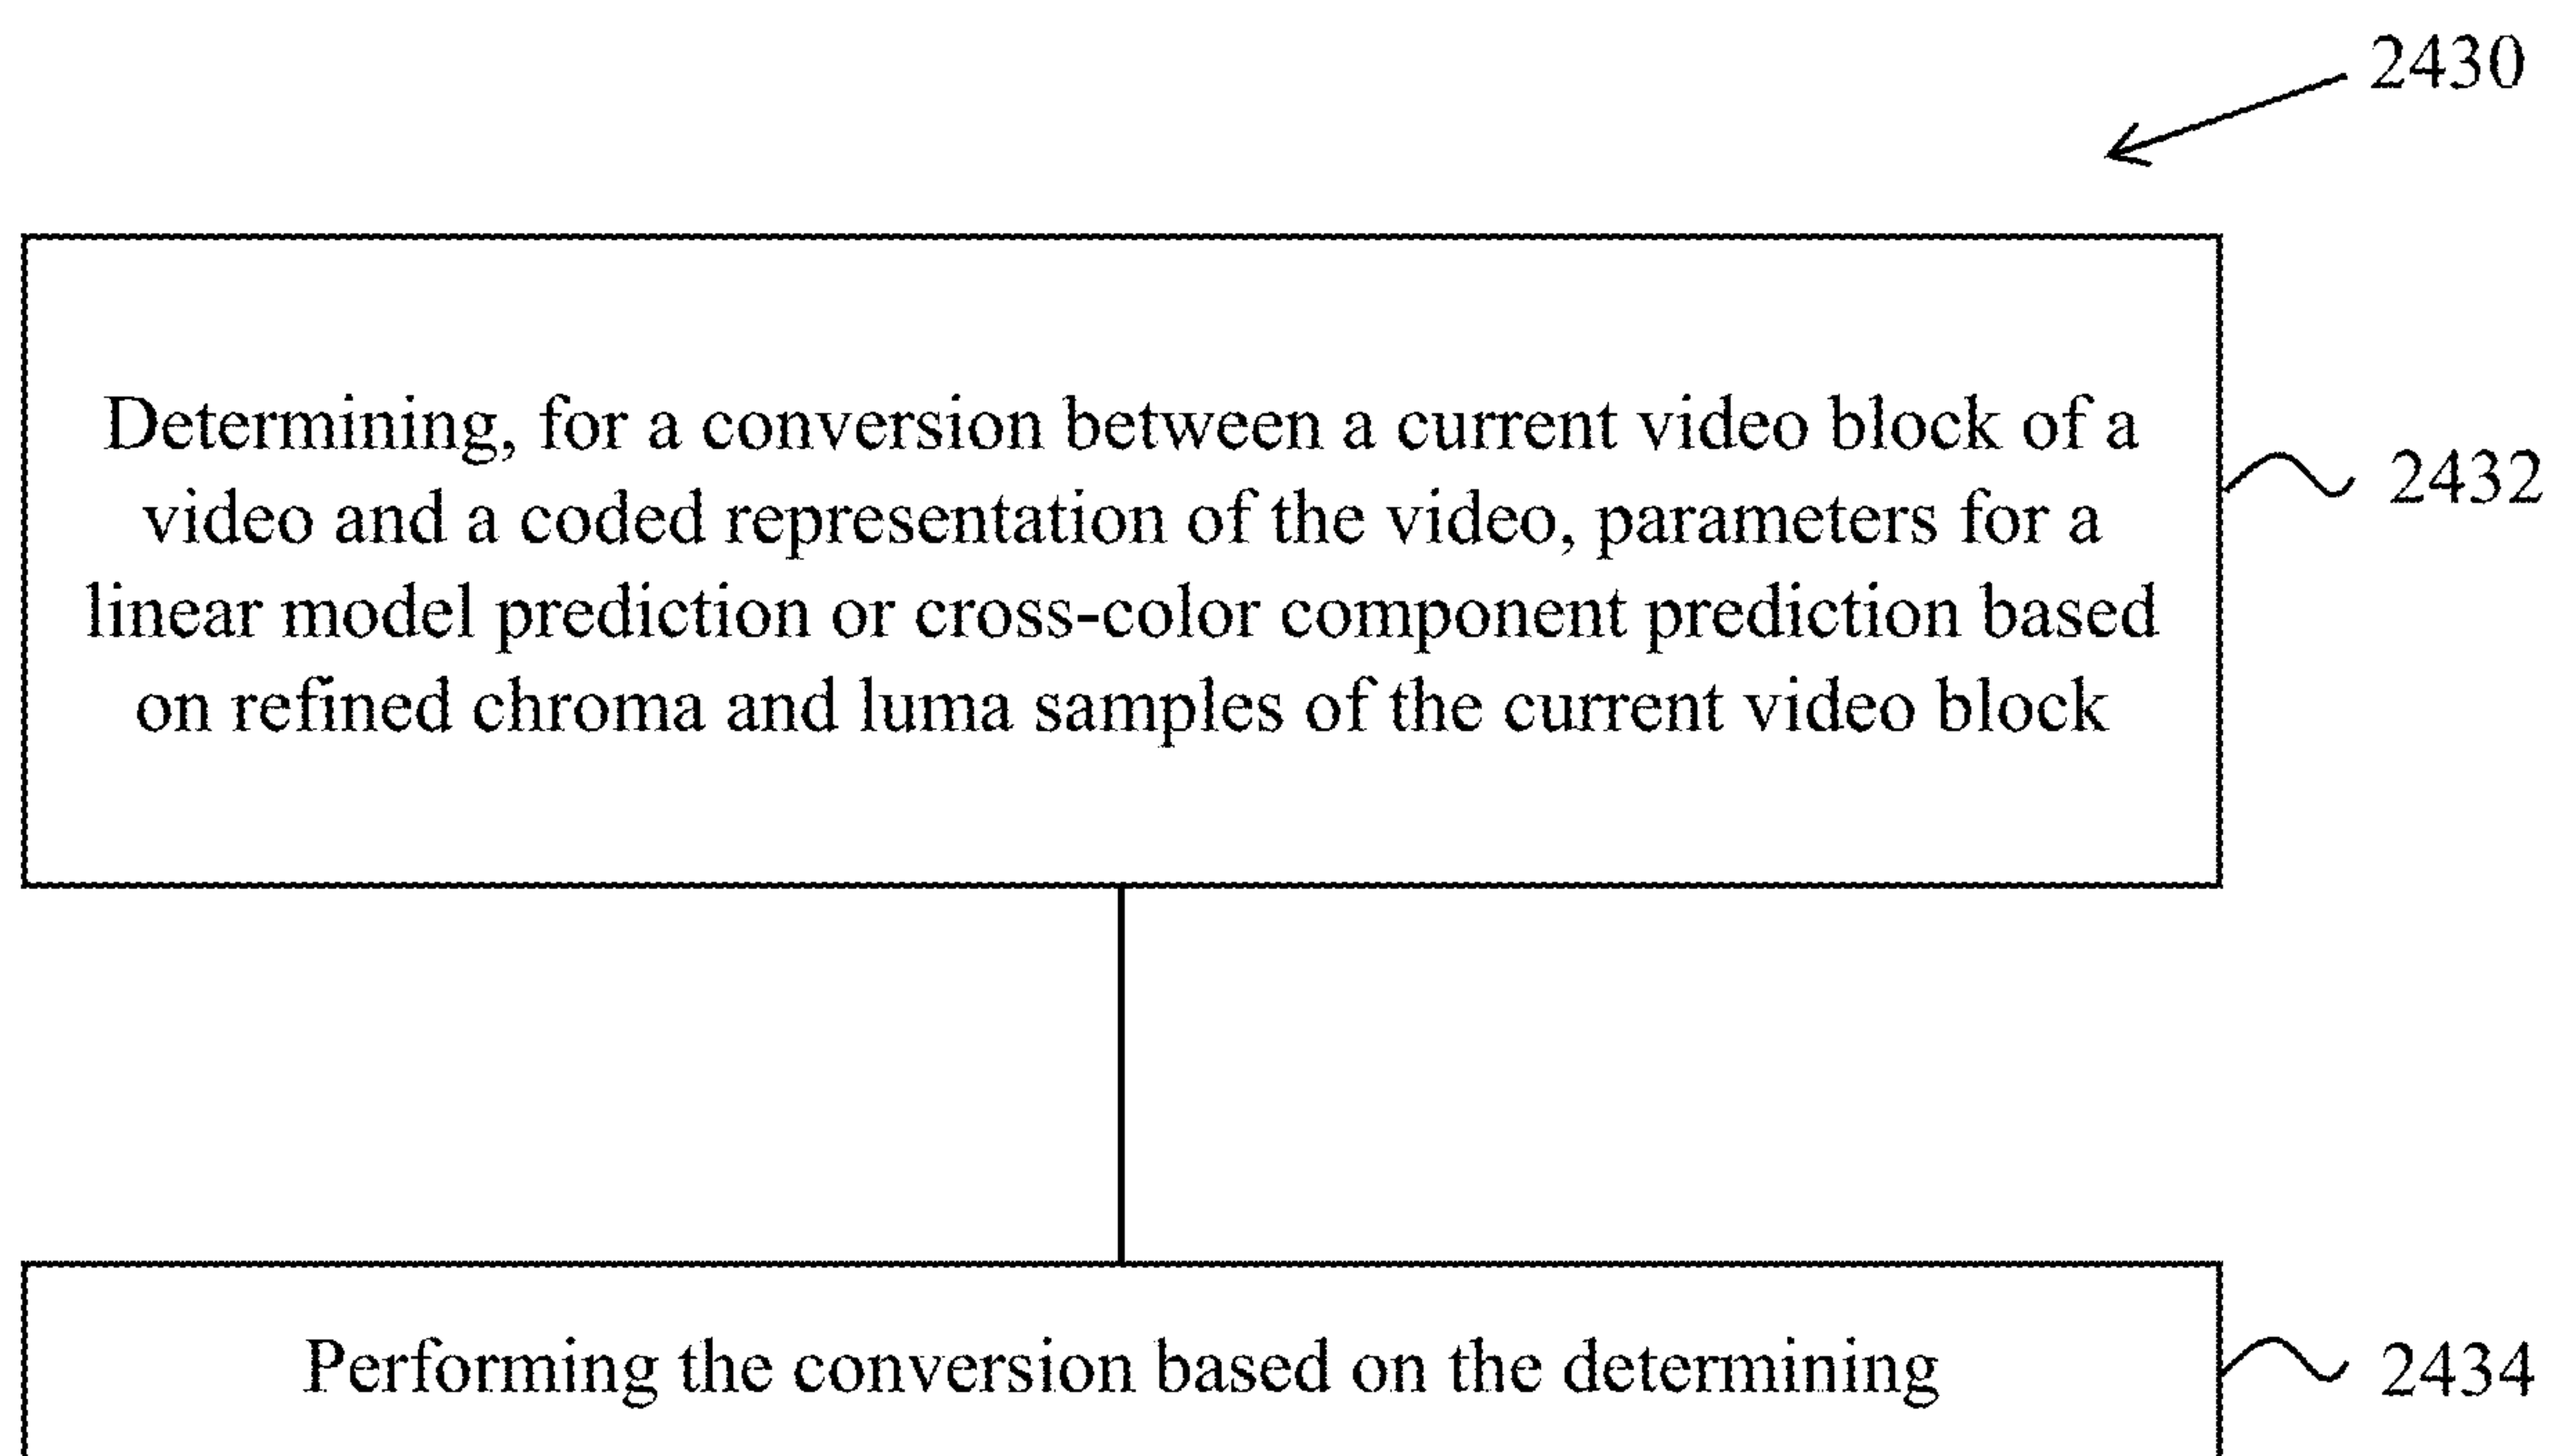 2430
Determining, for a conversion between a current video block of a
video and a coded representation of the video, parameters for a
linear model prediction or cross-color component prediction based
on refined chroma and luma samples of the current video block
2432
Performing the conversion based on the determining
2434